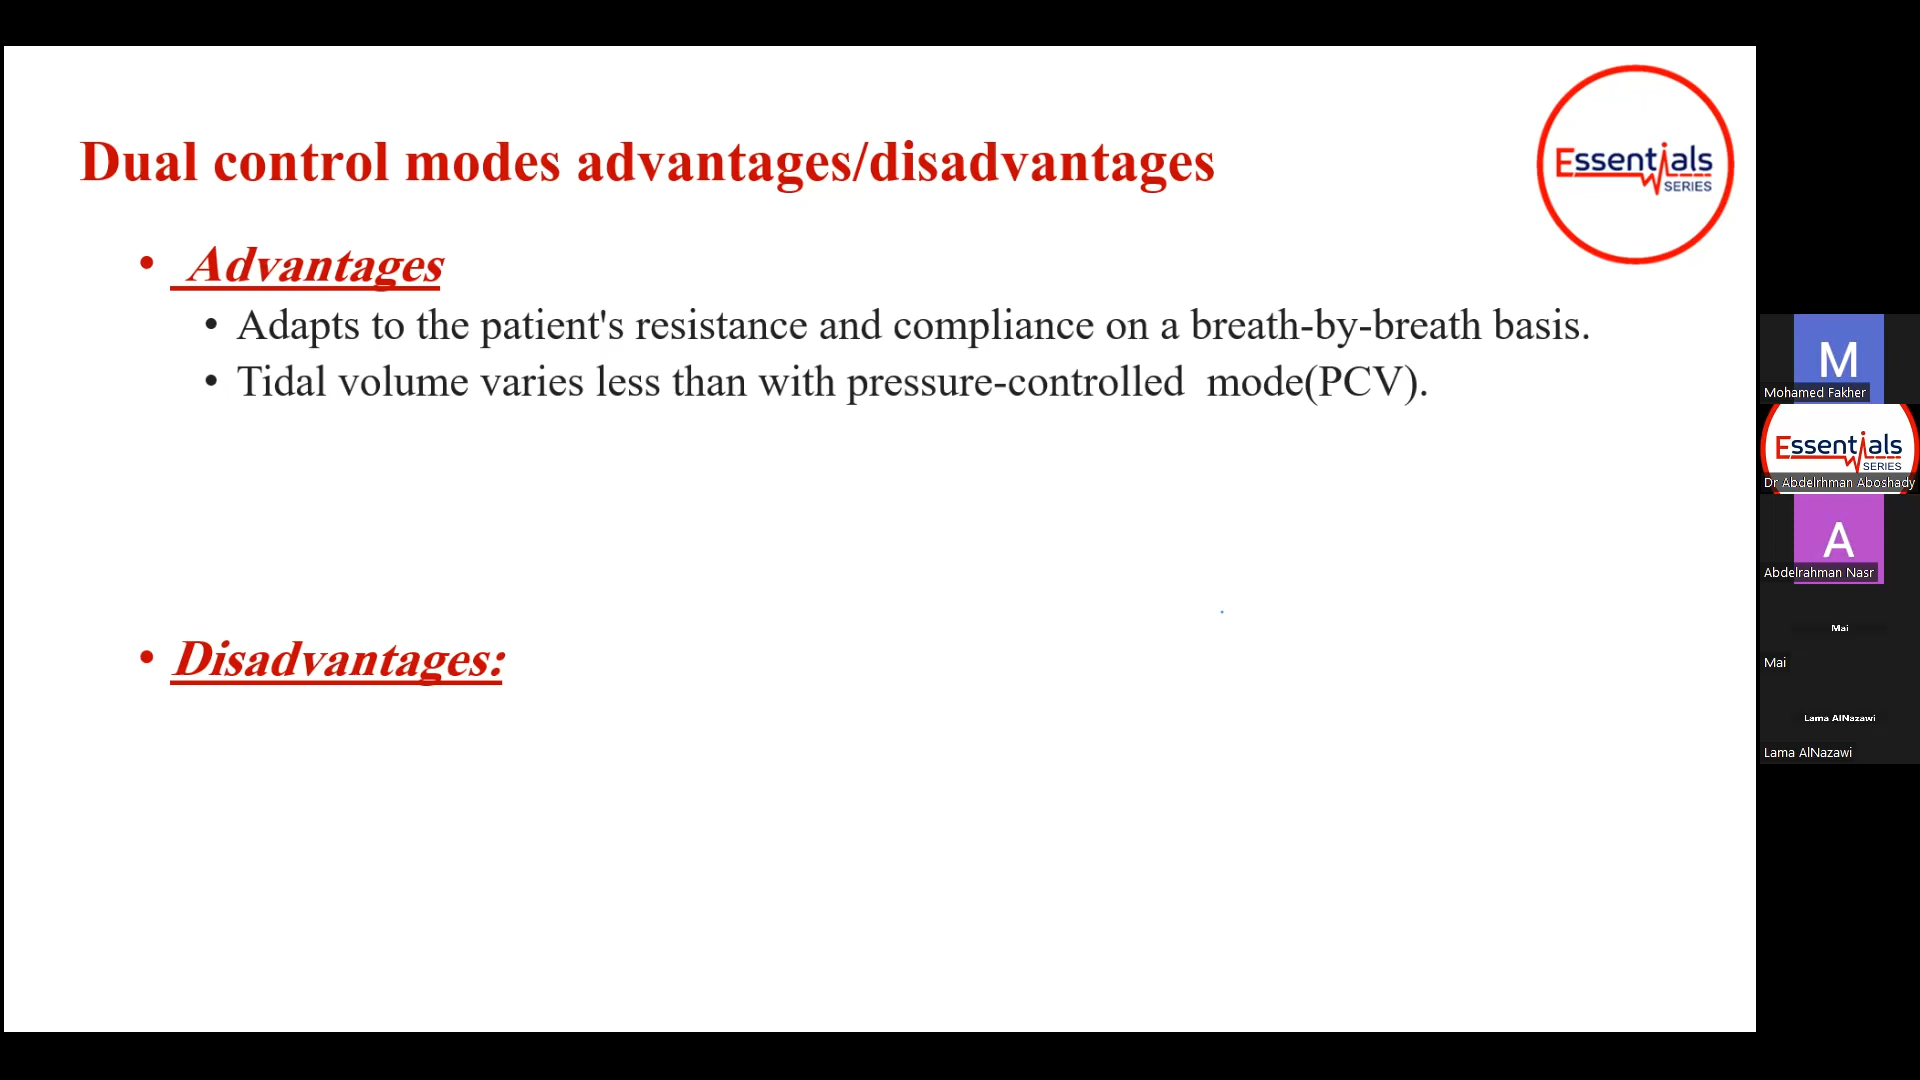 Dual control modes advantages/disadvantages
Essentials
SERIES
• Advantages
• Adapts to the patient's resistance and compliance on a breath-by-breath basis.
• Tidal volume varies less than with pressure-controlled  mode(PCV).
• Disadvantages:
M
Mohamed Fakher
Essentials
SERIES
Dr Abdelrhman Aboshady
A
Abdelrahman Nasr
Mai
Mai
Lama AlNazawi
Lama AlNazawi